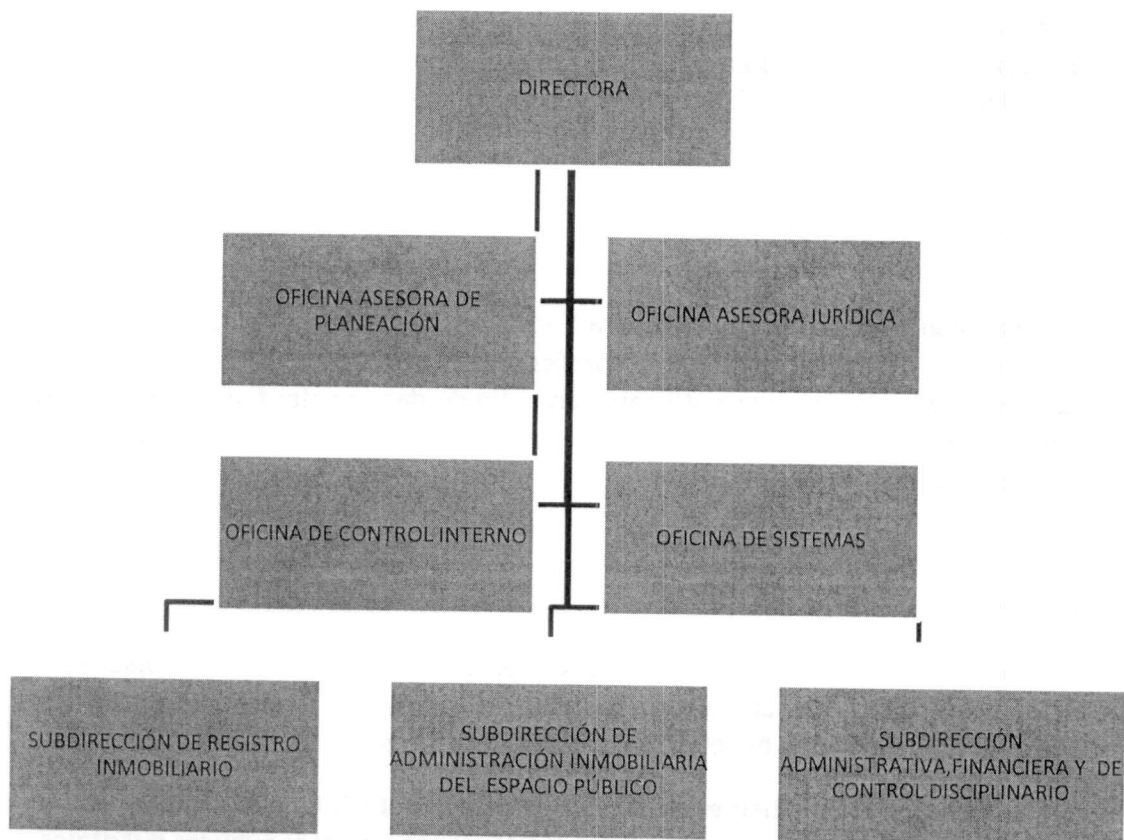 DIRECTORA
OFICINA ASESORA DE
PLANEACIÓN
OFICINA ASESORA JURÍDICA
OFICINA DE CONTROL INTERNO
OFICINA DE SISTEMAS
SUBDIRECCIÓN DE REGISTRO
INMOBILIARIO
SUBDIRECCIÓN DE
ADMINISTRACIÓN INMOBILIARIA
DEL ESPACIO PÚBLICO
SUBDIRECCIÓN
ADMINISTRATIVA,FINANCIERA Y DE
CONTROL DISCIPLINARIO